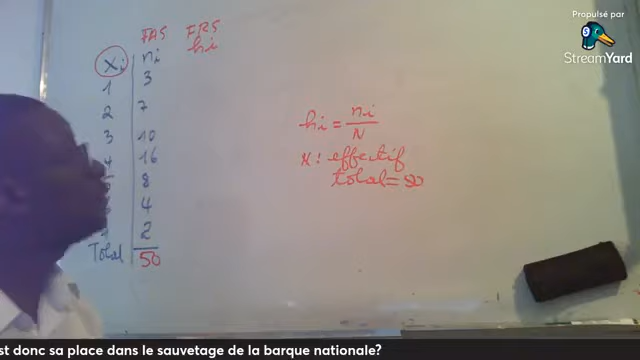 Propulsé par
StreamYard
FAS FRS
xi ni hi
1 3
2 7
3 10
4 16
8
4
2
Total 50
hi = ni / N
N : effectif
total = 50
st donc sa place dans le sauvetage de la barque nationale?